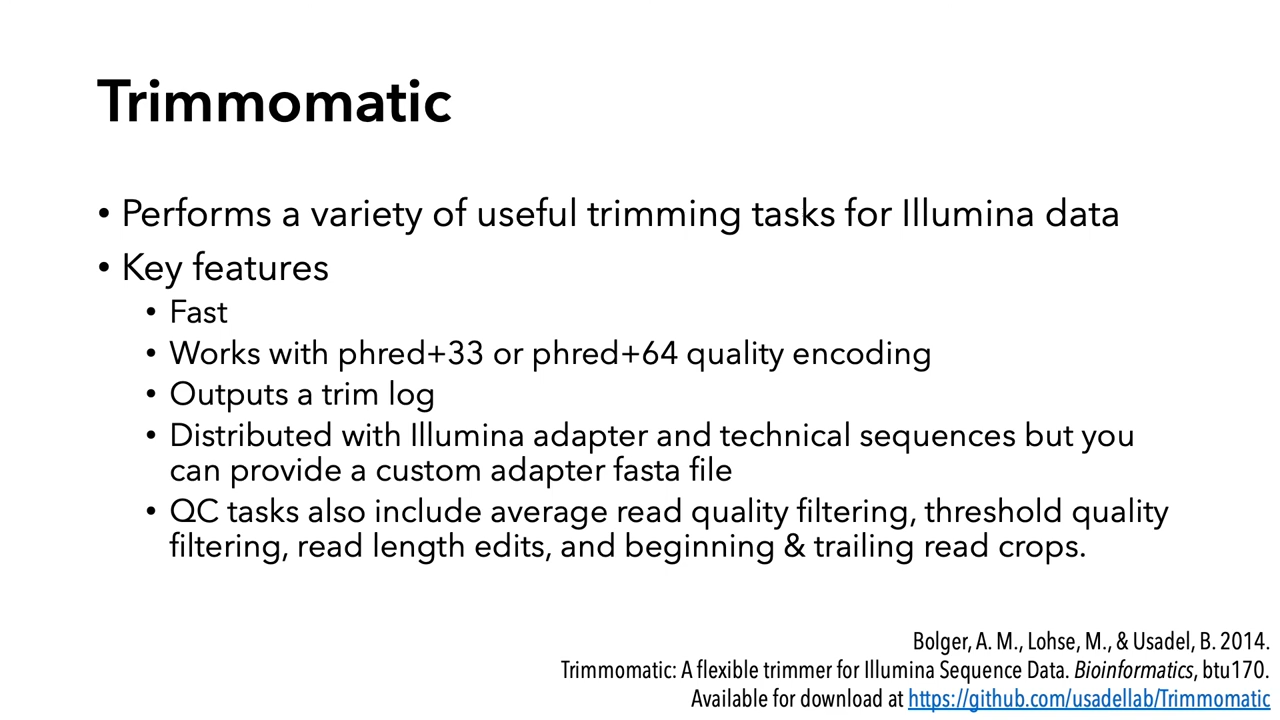 Trimmomatic
• Performs a variety of useful trimming tasks for Illumina data
• Key features
• Fast
• Works with phred+33 or phred+64 quality encoding
• Outputs a trim log
• Distributed with Illumina adapter and technical sequences but you
can provide a custom adapter fasta file
• QC tasks also include average read quality filtering, threshold quality
filtering, read length edits, and beginning & trailing read crops.
Bolger, A. M., Lohse, M., & Usadel, B. 2014.
Trimmomatic: A flexible trimmer for Illumina Sequence Data. Bioinformatics, btu170.
Available for download at https://github.com/usadellab/Trimmomatic